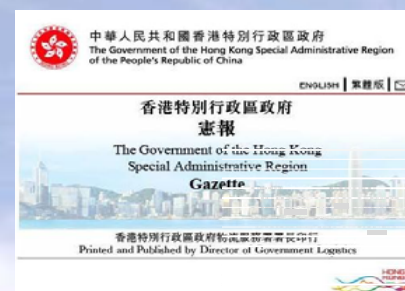 中華人民共和國香港特別行政區政府
The Government of the Hong Kong Special Administrative Region
of the People's Republic of China
ENGLISH | 繁體版 |
香港特別行政區政府
憲報
The Government of the Hong Kong
Special Administrative Region
Gazette
香港特別行政區政府物流服務署署長印行
Printed and Published by Director of Government Logistics
HONG
KONG